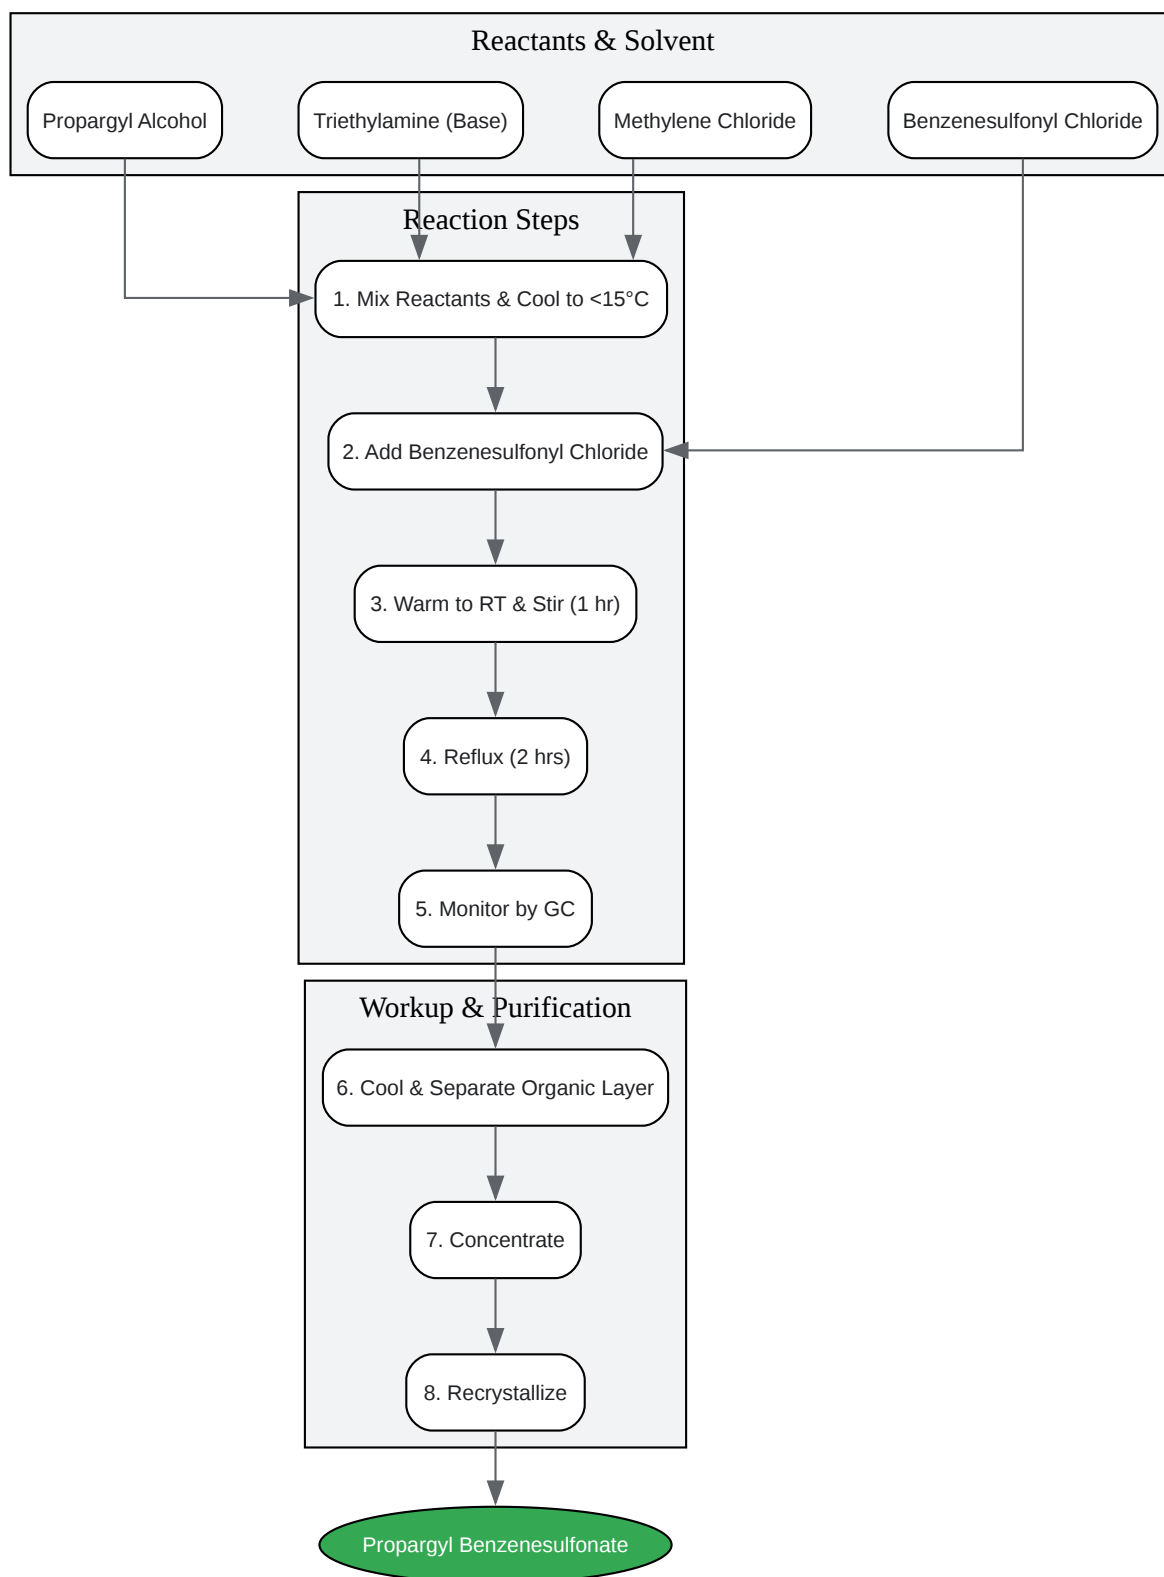 Reactants & Solvent
Propargyl Alcohol
Triethylamine (Base)
Methylene Chloride
Benzenesulfonyl Chloride
Reaction Steps
1. Mix Reactants & Cool to <15°C
2. Add Benzenesulfonyl Chloride
3. Warm to RT & Stir (1 hr)
4. Reflux (2 hrs)
5. Monitor by GC
Workup & Purification
6. Cool & Separate Organic Layer
7. Concentrate
8. Recrystallize
Propargyl Benzenesulfonate